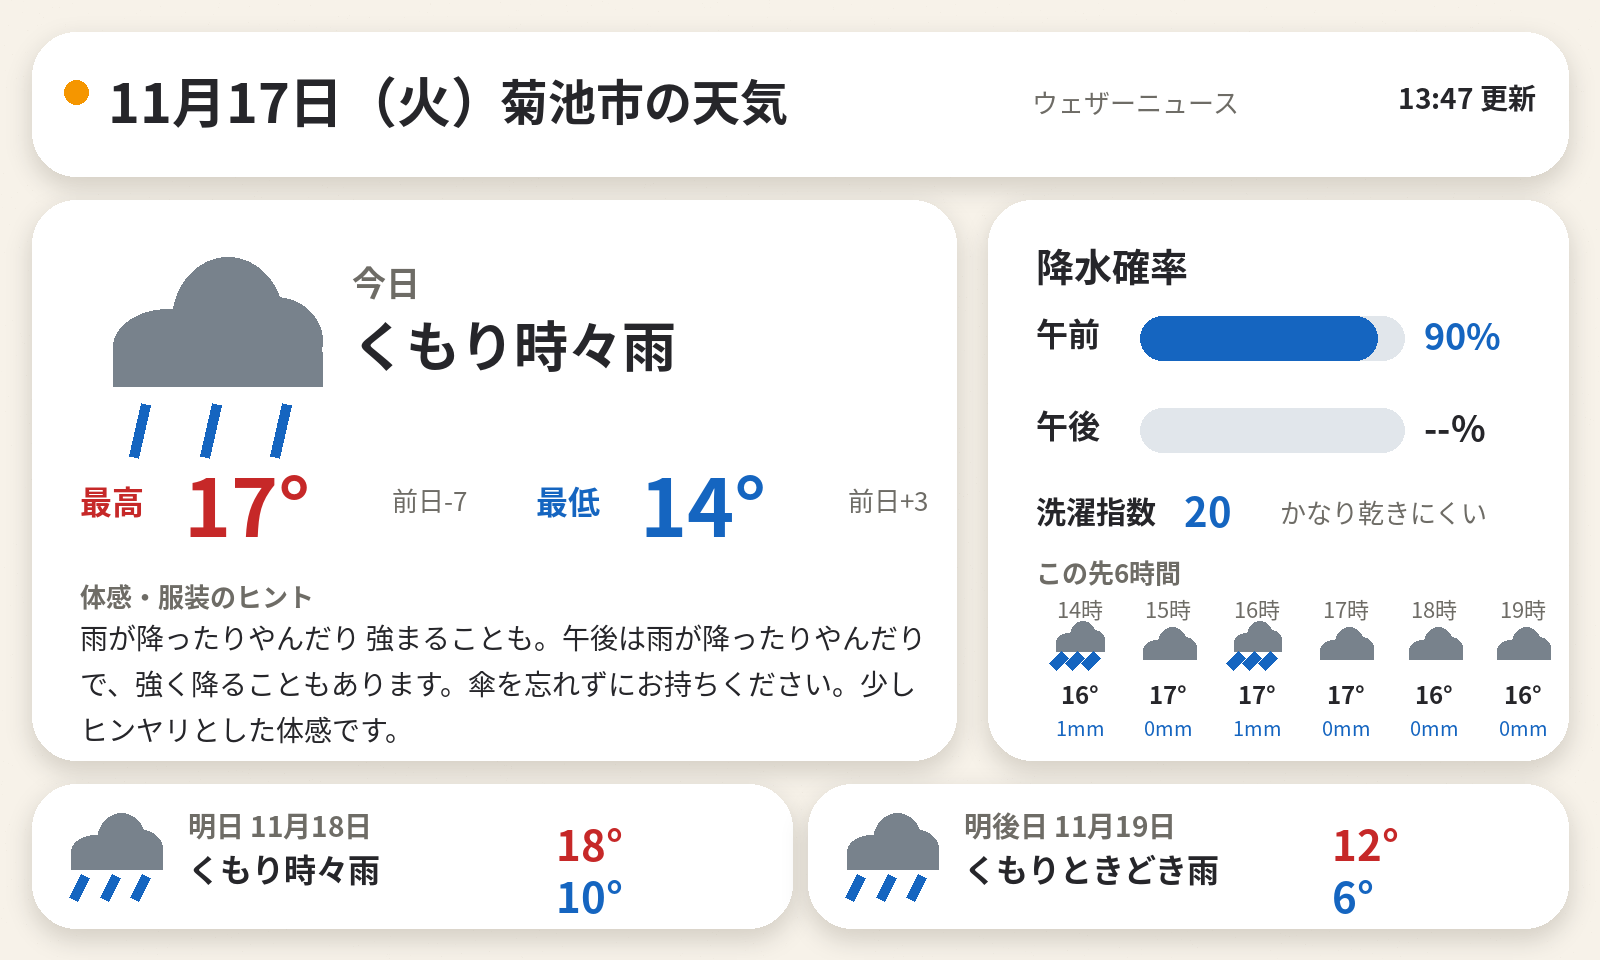 11月17日（火）菊池市の天気
ウェザーニュース
13:47 更新
今日
くもり時々雨
最高 17° 前日-7 最低 14° 前日+3
体感・服装のヒント
雨が降ったりやんだり 強まることも。午後は雨が降ったりやんだり
で、強く降ることもあります。傘を忘れずにお持ちください。少し
ヒンヤリとした体感です。
降水確率
午前 90%
午後 --%
洗濯指数 20 かなり乾きにくい
この先6時間
14時 15時 16時 17時 18時 19時
16° 17° 17° 17° 16° 16°
1mm 0mm 1mm 0mm 0mm 0mm
明日 11月18日
くもり時々雨
18°
10°
明後日 11月19日
くもりときどき雨
12°
6°